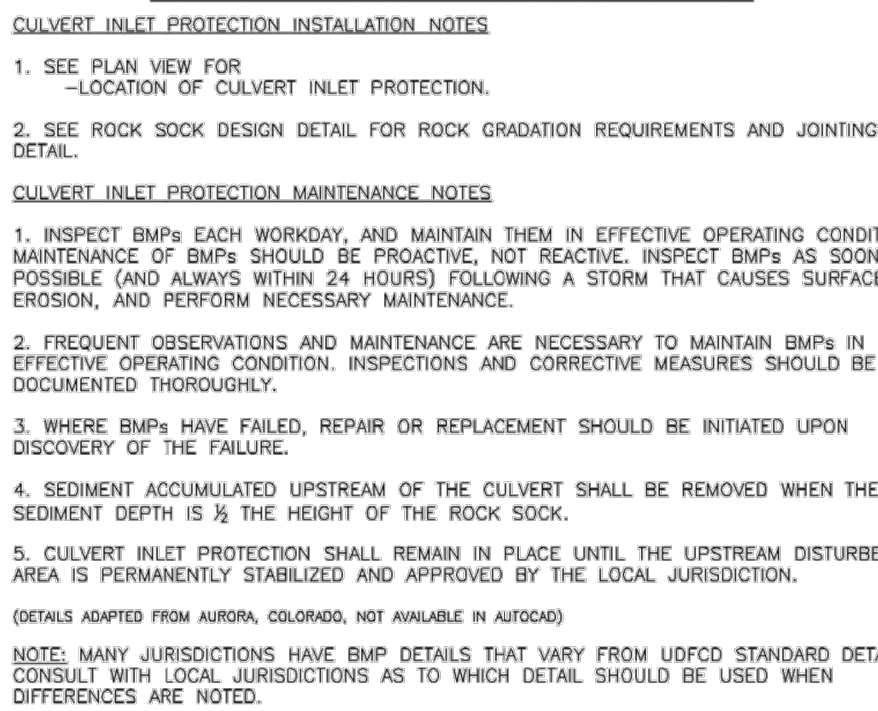 CULVERT INLET PROTECTION INSTALLATION NOTES
1. SEE PLAN VIEW FOR
–LOCATION OF CULVERT INLET PROTECTION.
2. SEE ROCK SOCK DESIGN DETAIL FOR ROCK GRADATION REQUIREMENTS AND JOINTING
DETAIL.
CULVERT INLET PROTECTION MAINTENANCE NOTES
1. INSPECT BMPs EACH WORKDAY, AND MAINTAIN THEM IN EFFECTIVE OPERATING CONDIT
MAINTENANCE OF BMPs SHOULD BE PROACTIVE, NOT REACTIVE. INSPECT BMPs AS SOON
POSSIBLE (AND ALWAYS WITHIN 24 HOURS) FOLLOWING A STORM THAT CAUSES SURFACE
EROSION, AND PERFORM NECESSARY MAINTENANCE.
2. FREQUENT OBSERVATIONS AND MAINTENANCE ARE NECESSARY TO MAINTAIN BMPs IN
EFFECTIVE OPERATING CONDITION. INSPECTIONS AND CORRECTIVE MEASURES SHOULD BE
DOCUMENTED THOROUGHLY.
3. WHERE BMPs HAVE FAILED, REPAIR OR REPLACEMENT SHOULD BE INITIATED UPON
DISCOVERY OF THE FAILURE.
4. SEDIMENT ACCUMULATED UPSTREAM OF THE CULVERT SHALL BE REMOVED WHEN THE
SEDIMENT DEPTH IS ½ THE HEIGHT OF THE ROCK SOCK.
5. CULVERT INLET PROTECTION SHALL REMAIN IN PLACE UNTIL THE UPSTREAM DISTURBE
AREA IS PERMANENTLY STABILIZED AND APPROVED BY THE LOCAL JURISDICTION.
(DETAILS ADAPTED FROM AURORA, COLORADO, NOT AVAILABLE IN AUTOCAD)
NOTE: MANY JURISDICTIONS HAVE BMP DETAILS THAT VARY FROM UDFCD STANDARD DETA
CONSULT WITH LOCAL JURISDICTIONS AS TO WHICH DETAIL SHOULD BE USED WHEN
DIFFERENCES ARE NOTED.